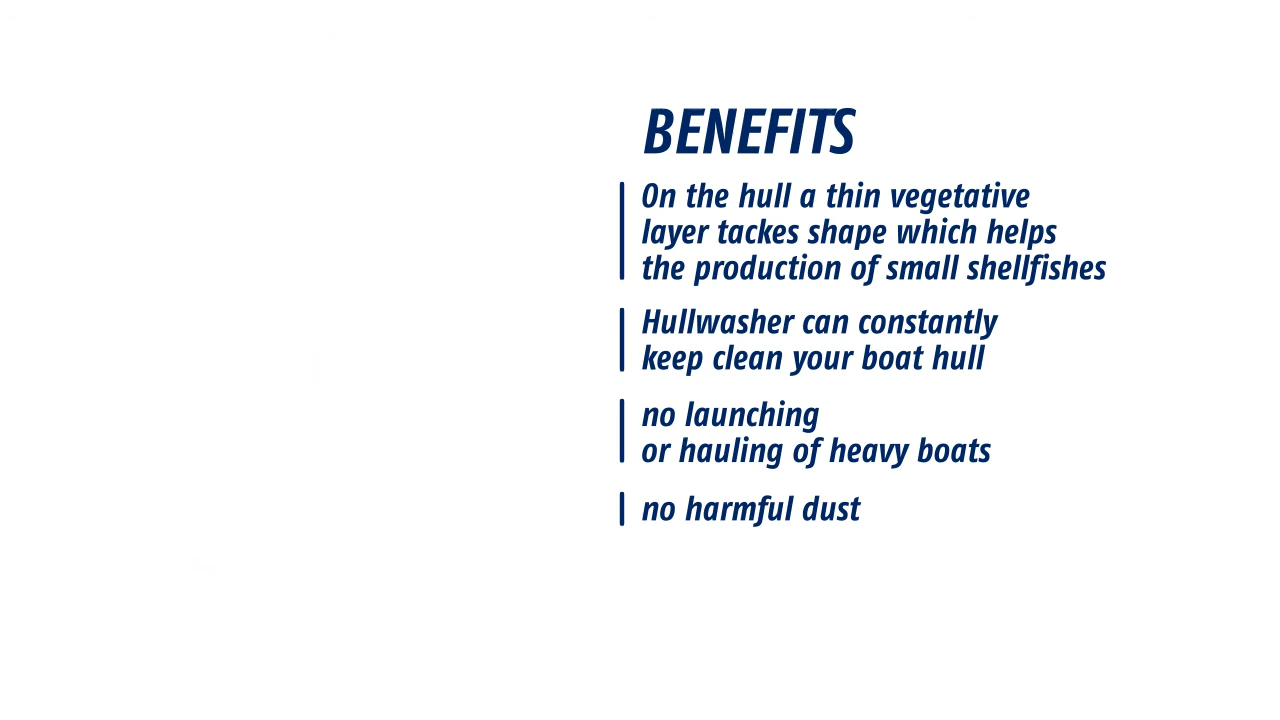 BENEFITS
On the hull a thin vegetative
layer tackes shape which helps
the production of small shellfishes
Hullwasher can constantly
keep clean your boat hull
no launching
or hauling of heavy boats
no harmful dust